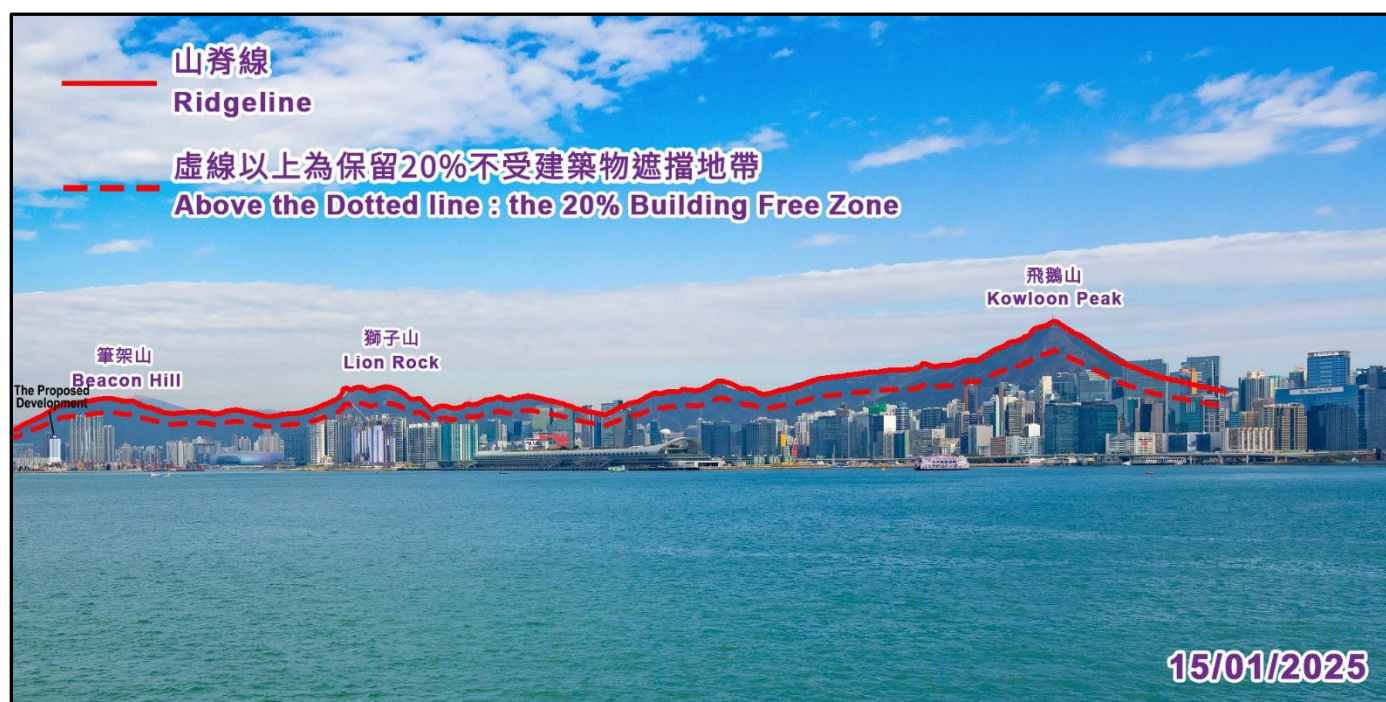 山脊線
Ridgeline
虛線以上為保留20%不受建築物遮擋地帶
Above the Dotted line : the 20% Building Free Zone
飛鵝山
Kowloon Peak
獅子山
Lion Rock
筆架山
Beacon Hill
The Proposed
Development
15/01/2025